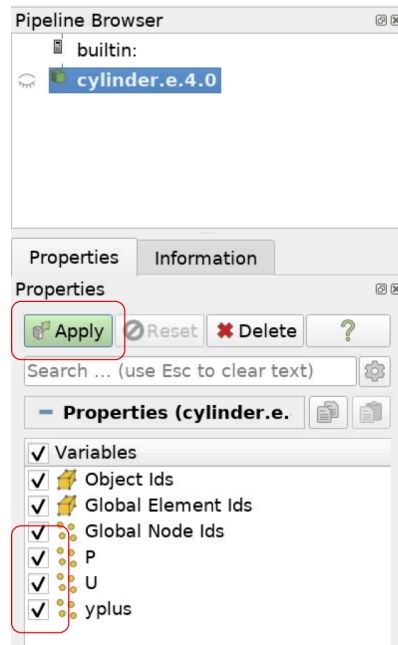 Pipeline Browser
builtin:
cylinder.e.4.0
Properties Information
Properties
Apply Reset Delete ?
Search ... (use Esc to clear text)
Properties (cylinder.e.
Variables
Object Ids
Global Element Ids
Global Node Ids
P
U
yplus